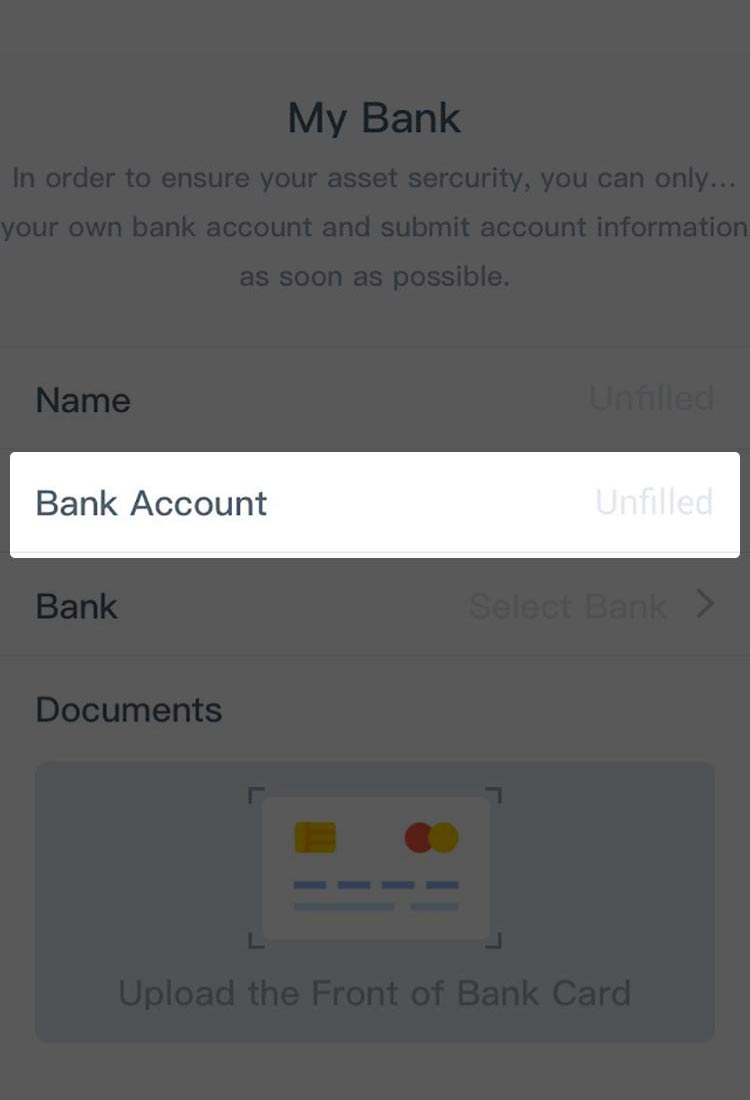 My Bank
In order to ensure your asset sercurity, you can only...
your own bank account and submit account information
as soon as possible.
Name Unfilled
Bank Account Unfilled
Bank Select Bank
Documents
Upload the Front of Bank Card